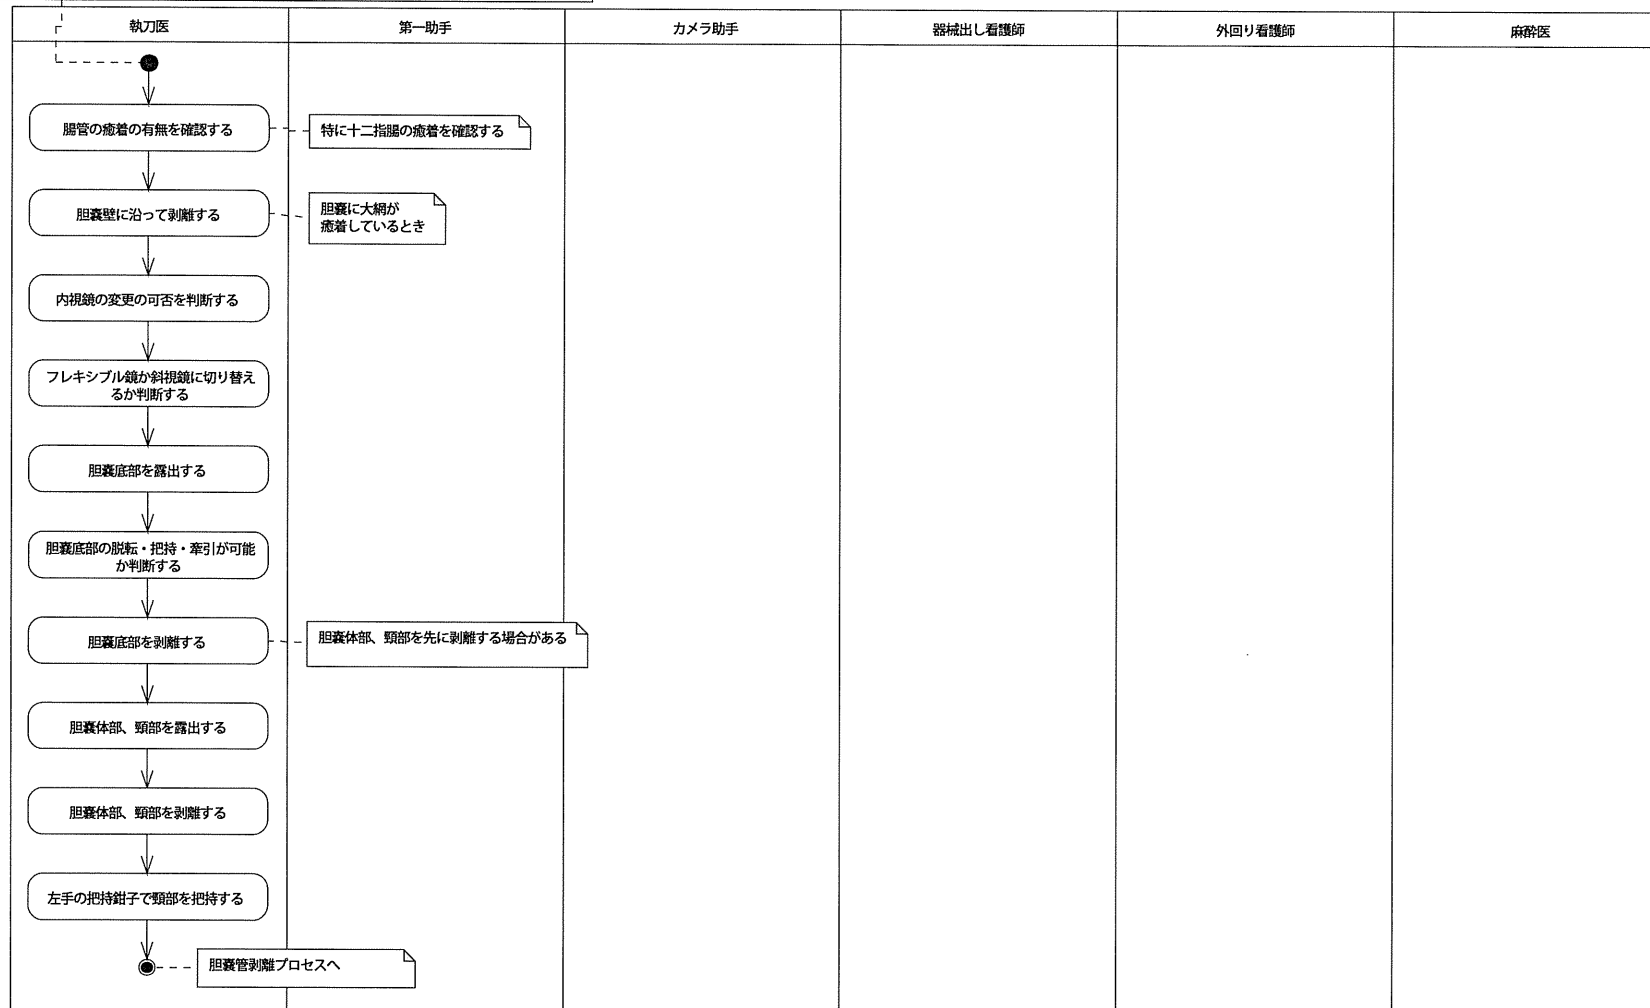 執刀医
第一助手
カメラ助手
器械出し看護師
外回り看護師
麻酔医
腸管の癒着の有無を確認する
特に十二指腸の癒着を確認する
胆嚢壁に沿って剥離する
胆嚢に大網が
癒着しているとき
内視鏡の変更の可否を判断する
フレキシブル鏡か斜視鏡に切り替え
るか判断する
胆嚢底部を露出する
胆嚢底部の脱転・把持・牽引が可能
か判断する
胆嚢底部を剥離する
胆嚢体部、頸部を先に剥離する場合がある
胆嚢体部、頸部を露出する
胆嚢体部、頸部を剥離する
左手の把持鉗子で頸部を把持する
胆嚢管剥離プロセスへ